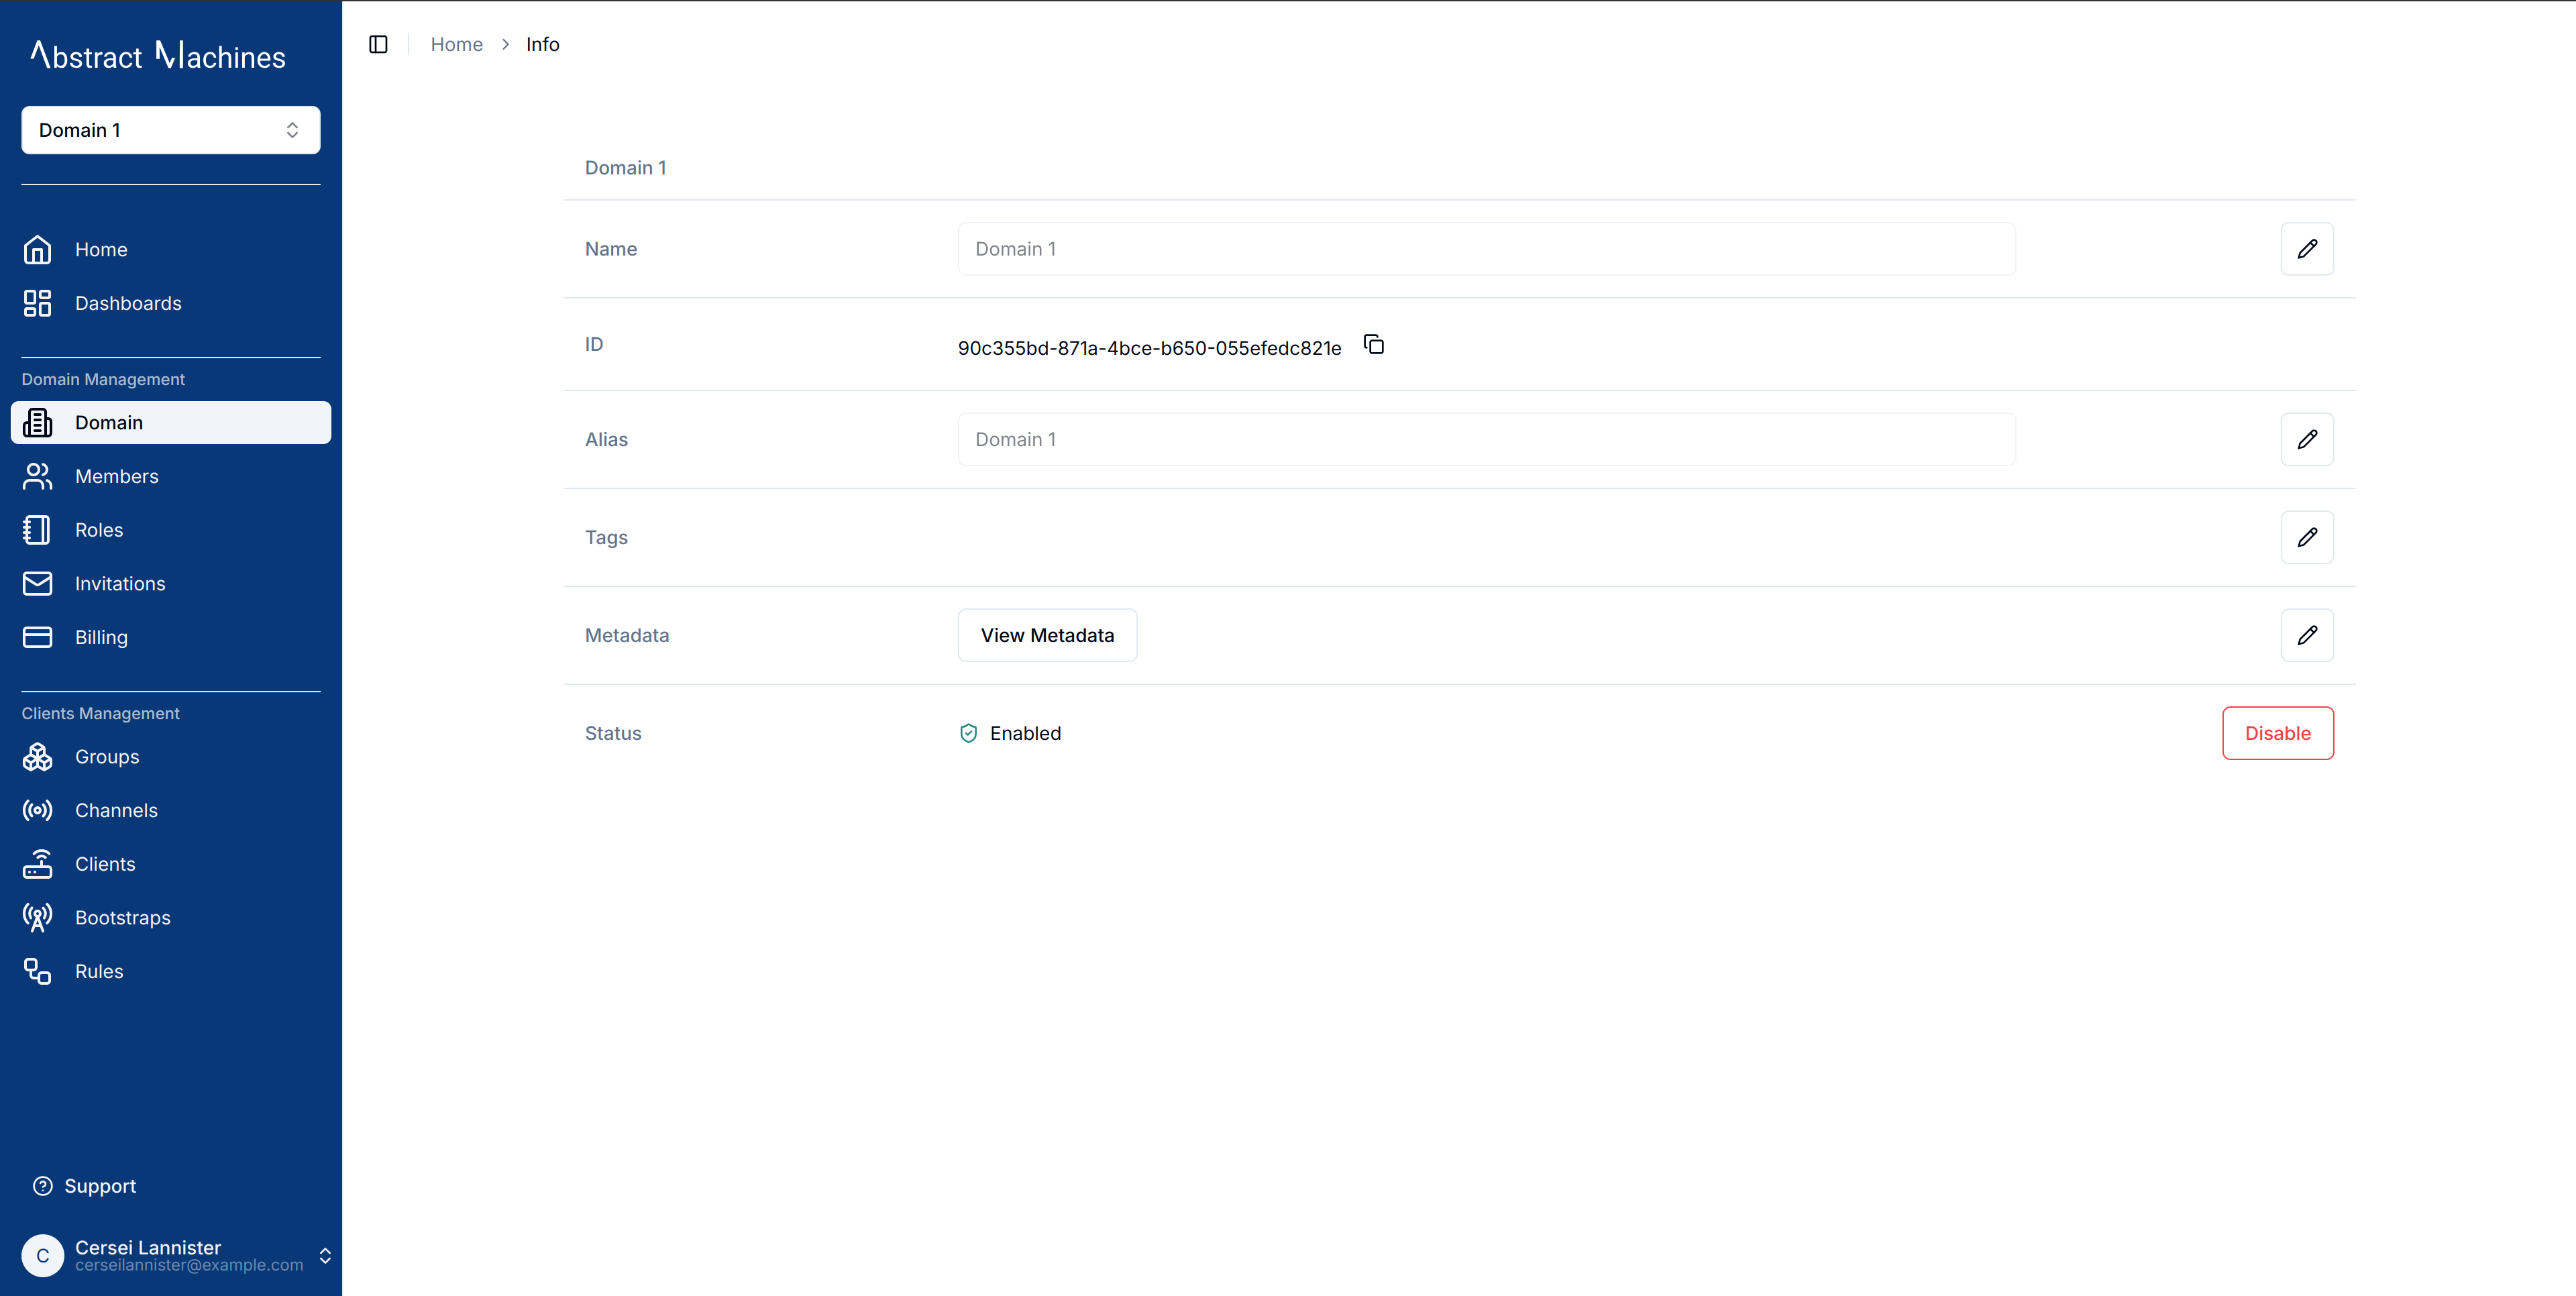 Abstract Machines
Domain 1
Home
Dashboards
Domain Management
Domain
Members
Roles
Invitations
Billing
Clients Management
Groups
Channels
Clients
Bootstraps
Rules
Support
C
Cersei Lannister
cerseilannister@example.com
Home > Info
Domain 1
Name Domain 1
ID 90c355bd-871a-4bce-b650-055efedc821e
Alias Domain 1
Tags
Metadata View Metadata
Status Enabled Disable